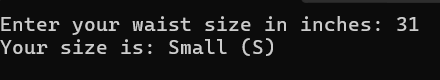 Enter your waist size in inches: 31
Your size is: Small (S)